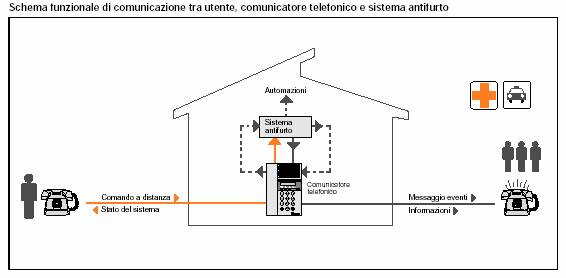 Schema funzionale di comunicazione tra utente, comunicatore telefonico e sistema antifurto
Automazioni
Sistema
antifurto
Comunicatore
telefonico
Comando a distanza
Stato del sistema
Messaggio eventi
Informazioni